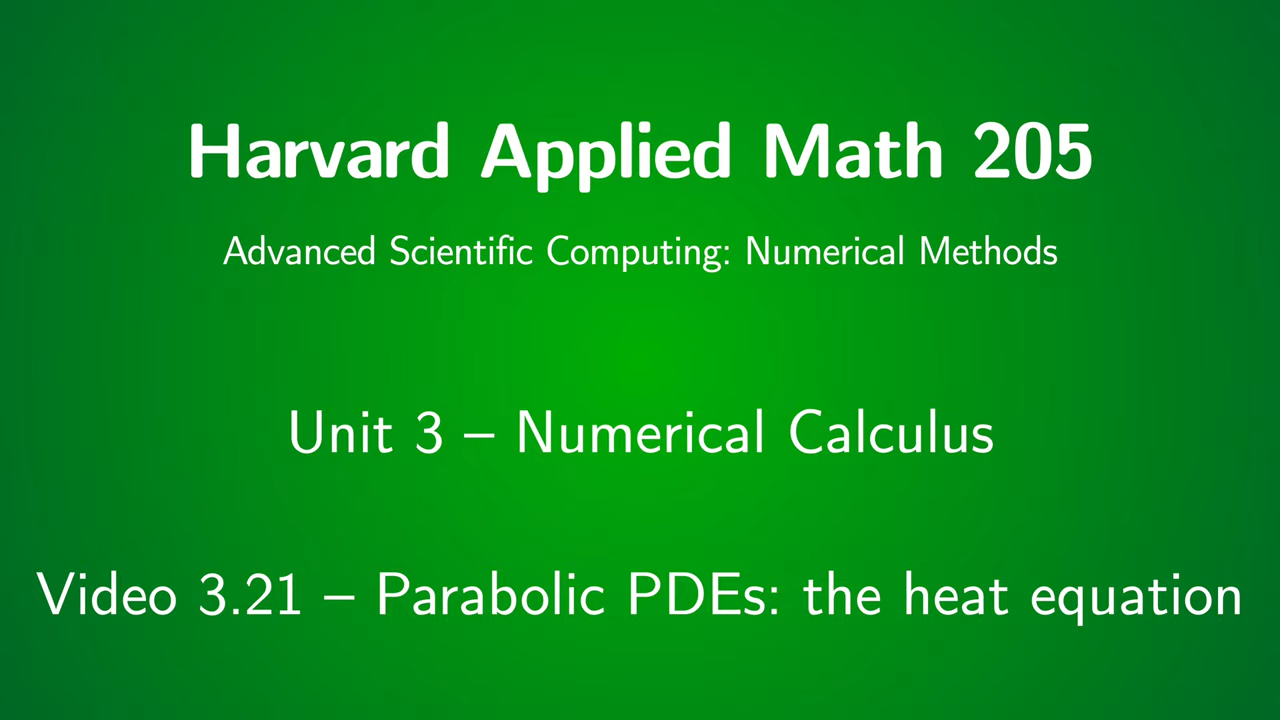 Harvard Applied Math 205
Advanced Scientific Computing: Numerical Methods
Unit 3 – Numerical Calculus
Video 3.21 – Parabolic PDEs: the heat equation